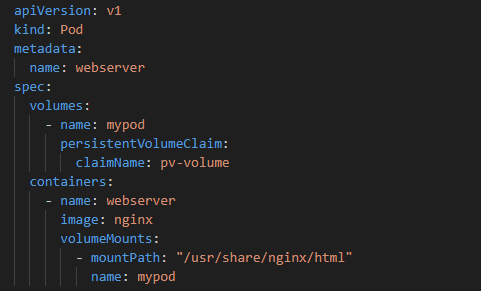 apiVersion: v1
kind: Pod
metadata:
  name: webserver
spec:
  volumes:
    - name: mypod
      persistentVolumeClaim:
        claimName: pv-volume
  containers:
    - name: webserver
      image: nginx
      volumeMounts:
        - mountPath: "/usr/share/nginx/html"
          name: mypod